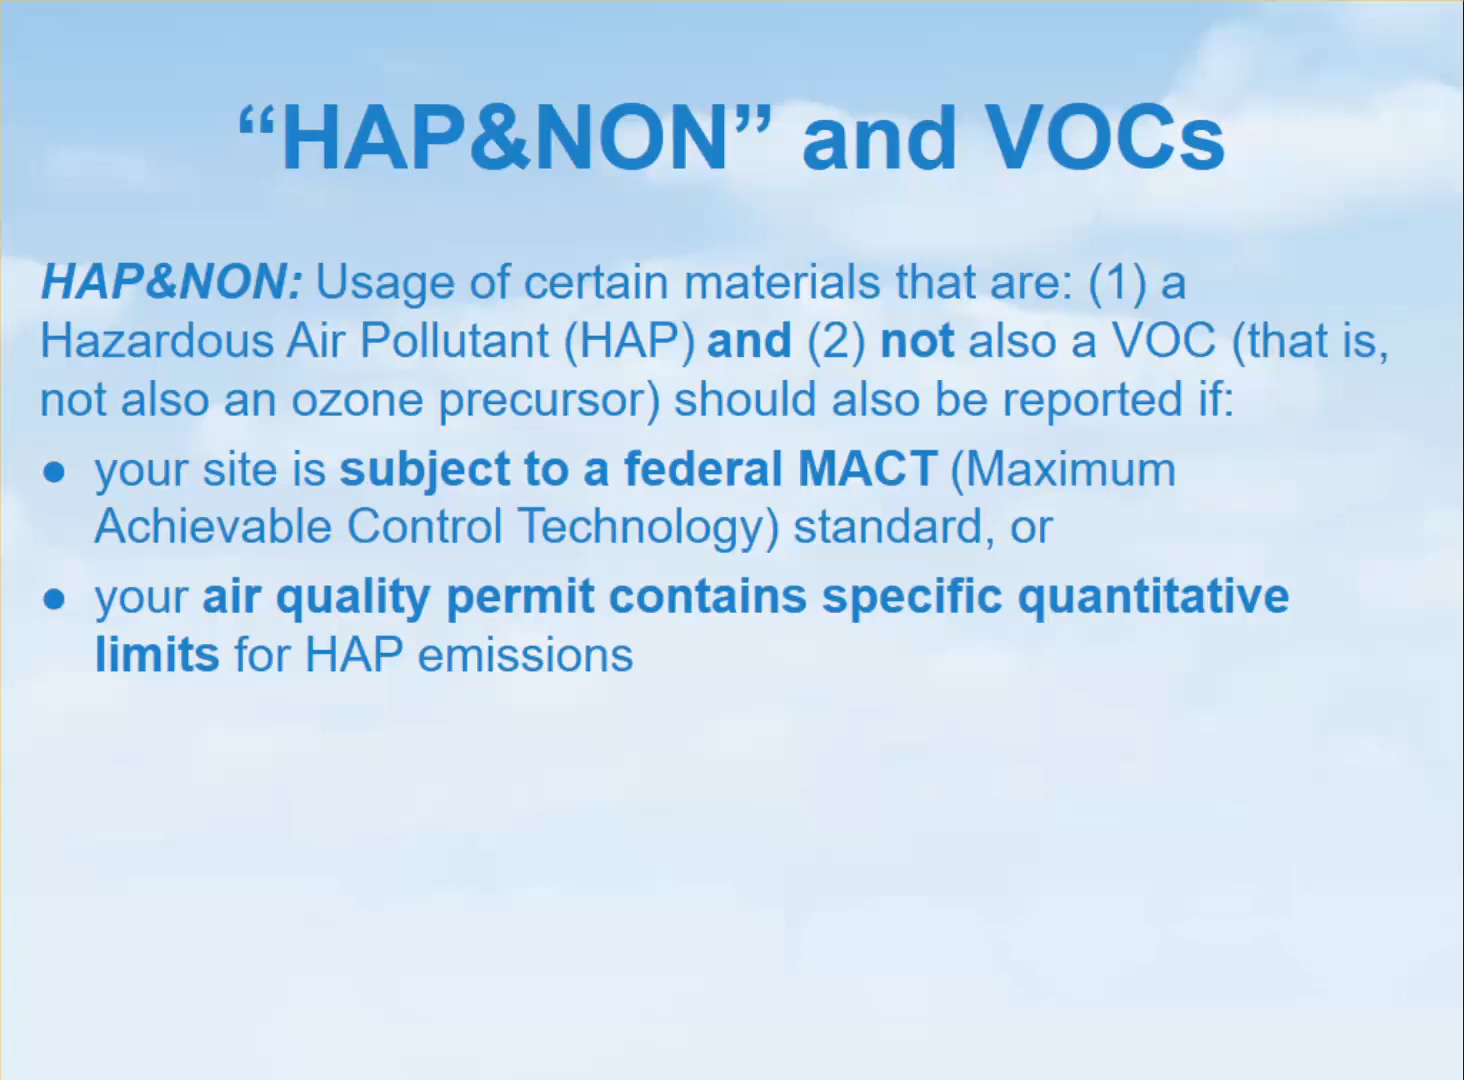 “HAP&NON” and VOCs
HAP&NON: Usage of certain materials that are: (1) a
Hazardous Air Pollutant (HAP) and (2) not also a VOC (that is,
not also an ozone precursor) should also be reported if:
● your site is subject to a federal MACT (Maximum
Achievable Control Technology) standard, or
● your air quality permit contains specific quantitative
limits for HAP emissions